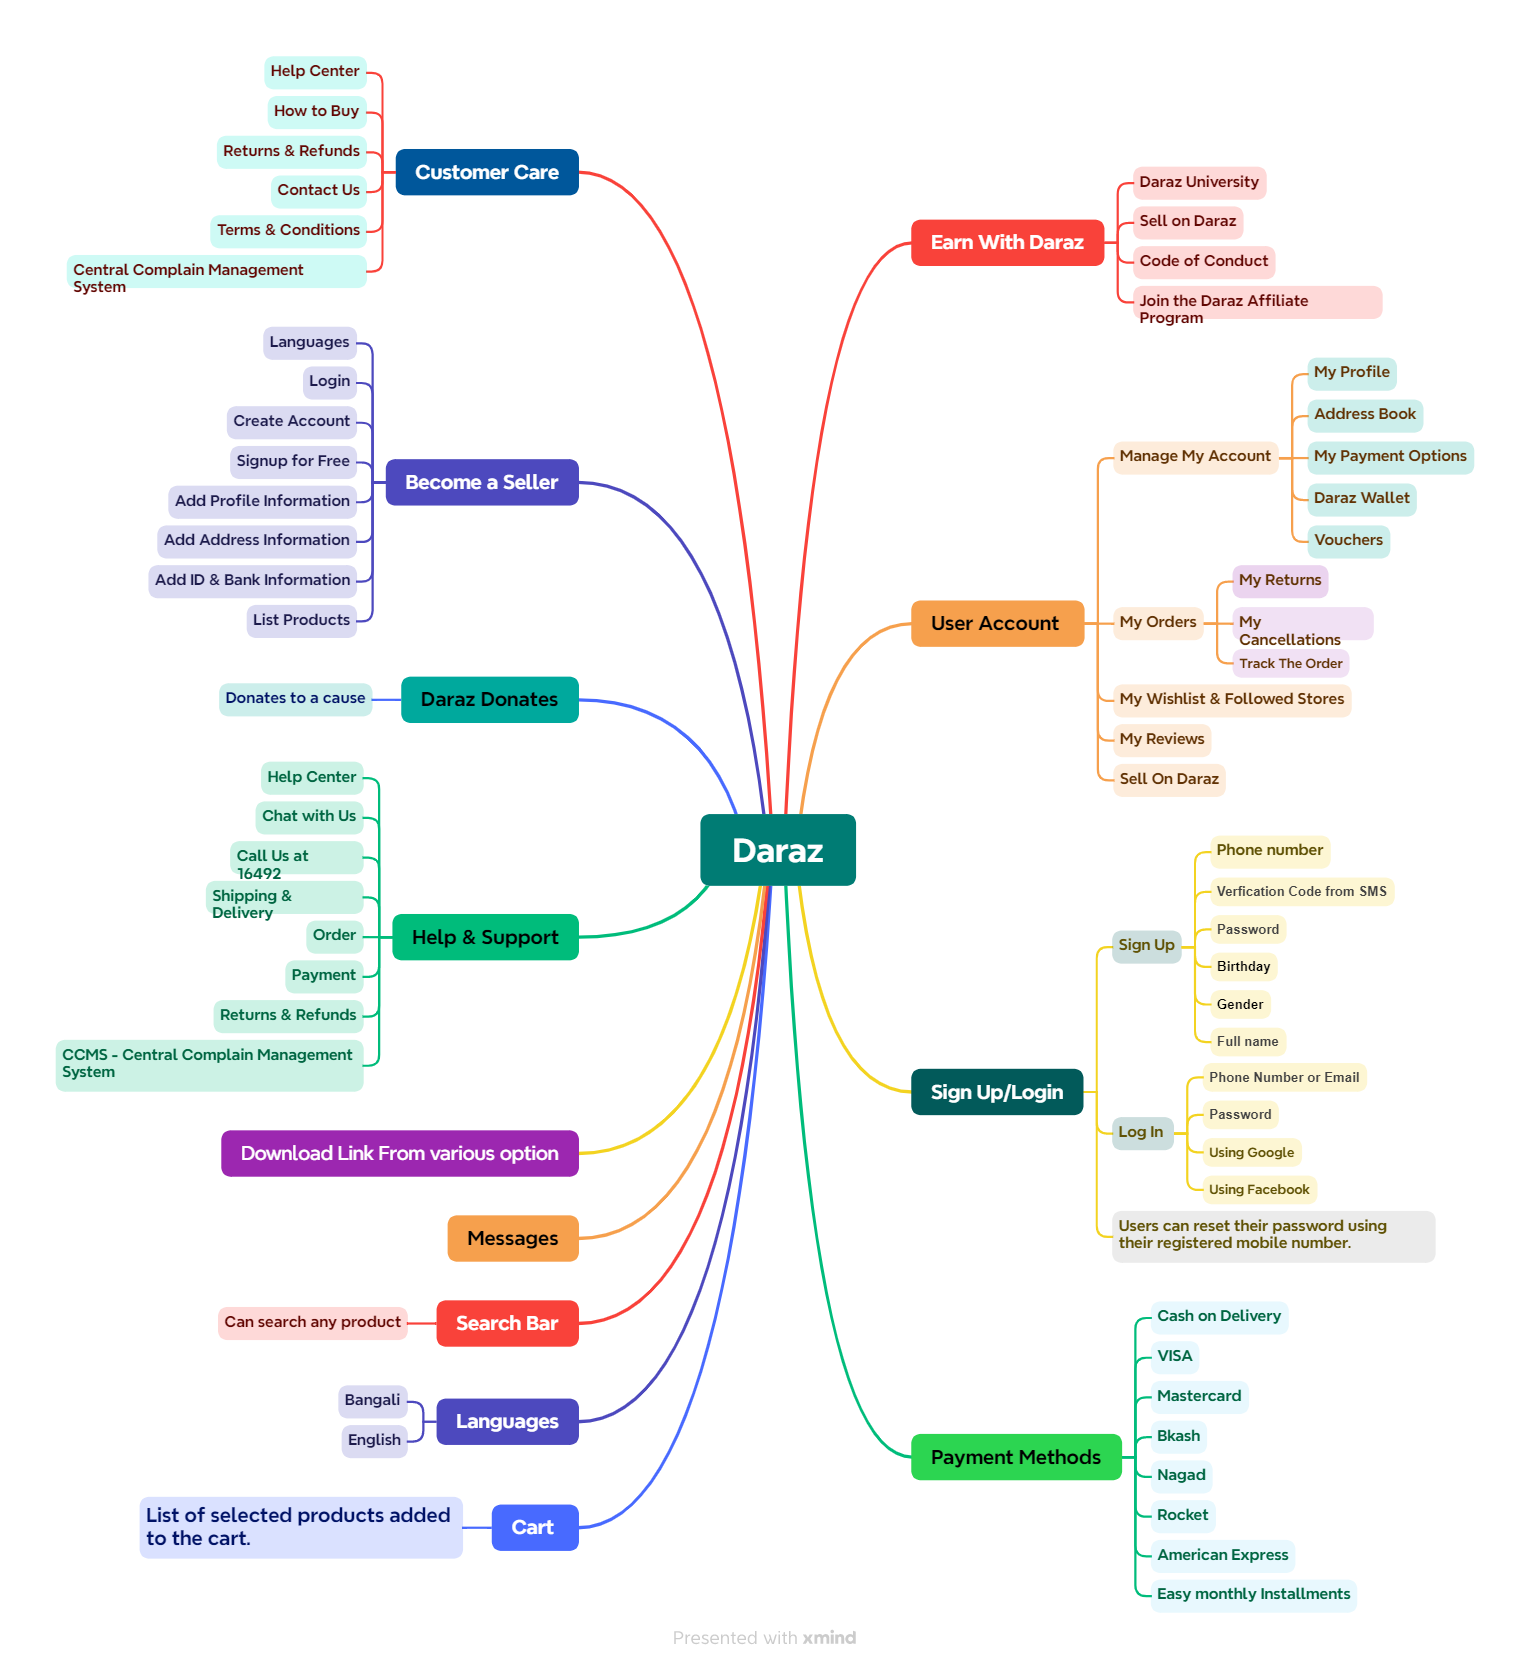 Daraz
Customer Care
Help Center
How to Buy
Returns & Refunds
Contact Us
Terms & Conditions
Central Complain Management
System
Become a Seller
Languages
Login
Create Account
Signup for Free
Add Profile Information
Add Address Information
Add ID & Bank Information
List Products
Daraz Donates
Donates to a cause
Help & Support
Help Center
Chat with Us
Call Us at
16492
Shipping &
Delivery
Order
Payment
Returns & Refunds
CCMS - Central Complain Management
System
Download Link From various option
Messages
Search Bar
Can search any product
Languages
Bangali
English
Cart
List of selected products added
to the cart.
Earn With Daraz
Daraz University
Sell on Daraz
Code of Conduct
Join the Daraz Affiliate
Program
User Account
Manage My Account
My Profile
Address Book
My Payment Options
Daraz Wallet
Vouchers
My Orders
My Returns
My
Cancellations
Track The Order
My Wishlist & Followed Stores
My Reviews
Sell On Daraz
Sign Up/Login
Sign Up
Phone number
Verfication Code from SMS
Password
Birthday
Gender
Full name
Log In
Phone Number or Email
Password
Using Google
Using Facebook
Users can reset their password using
their registered mobile number.
Payment Methods
Cash on Delivery
VISA
Mastercard
Bkash
Nagad
Rocket
American Express
Easy monthly Installments
Presented with xmind